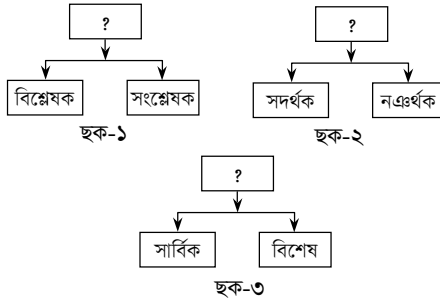 ?
?
বিশ্লেষক
সংশ্লেষক
সদর্থক
নঞর্থক
ছক-১
ছক-২
?
সার্বিক
বিশেষ
ছক-৩